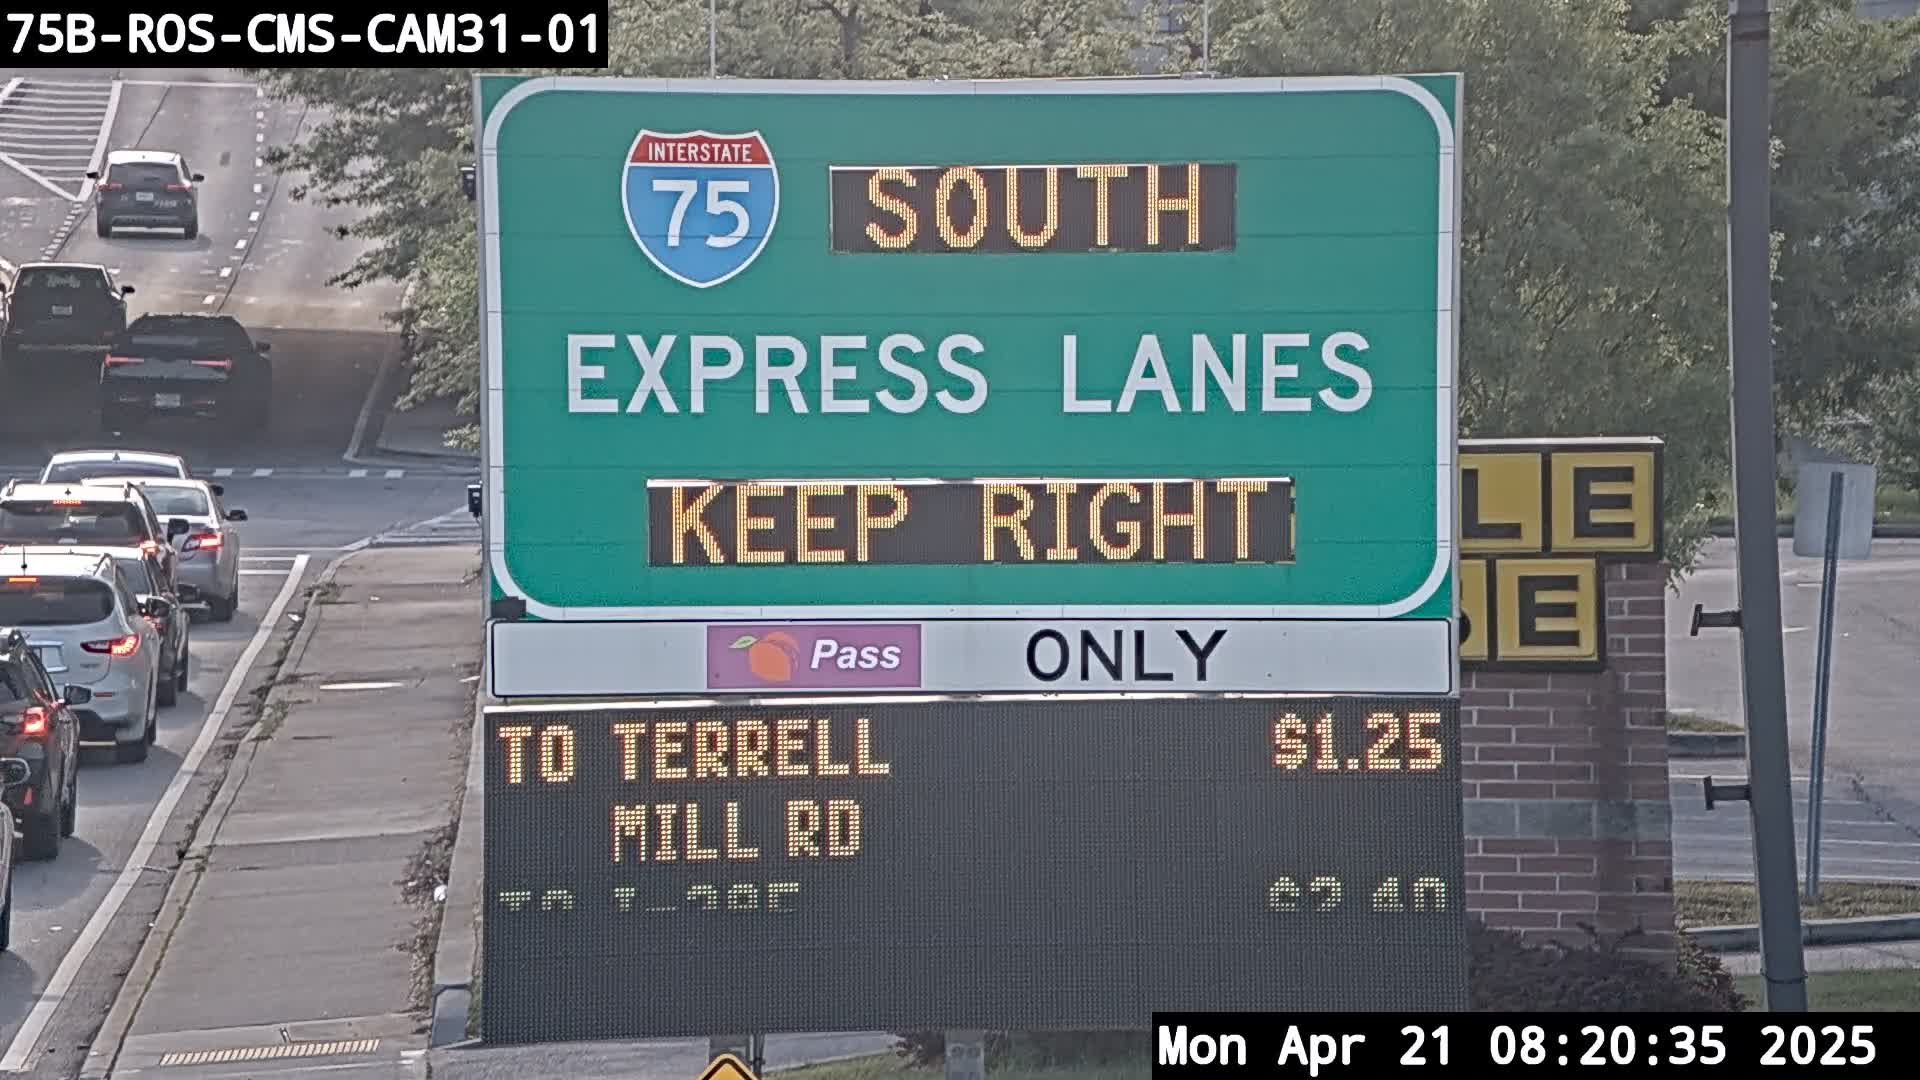 75B-ROS-CMS-CAM31-01
INTERSTATE
75
SOUTH
EXPRESS LANES
KEEP RIGHT
Pass ONLY
TO TERRELL $1.25
MILL RD
LE
E
Mon Apr 21 08:20:35 2025